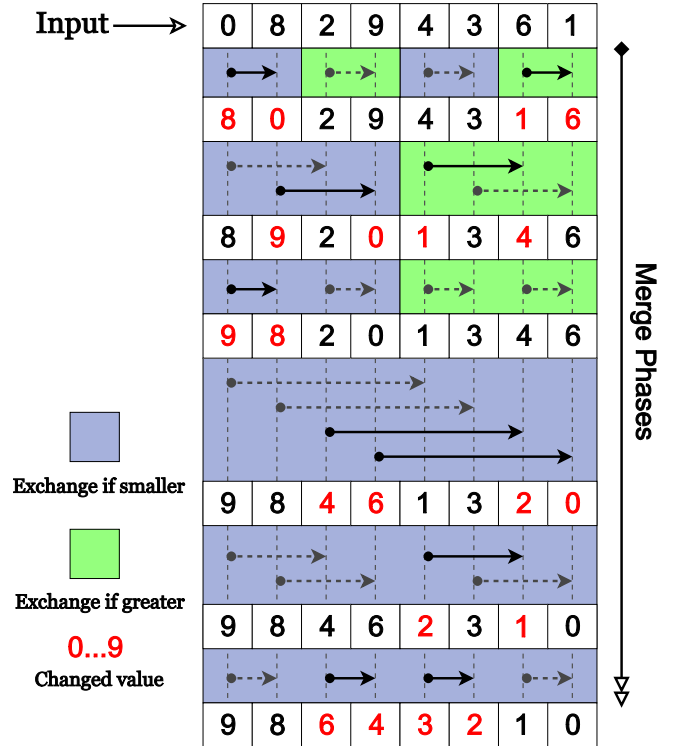 Input 0 8 2 9 4 3 6 1
8 0 2 9 4 3 1 6
8 9 2 0 1 3 4 6
9 8 2 0 1 3 4 6
Merge Phases
9 8 4 6 1 3 2 0
Exchange if smaller
9 8 4 6 2 3 1 0
Exchange if greater
0...9
Changed value
9 8 6 4 3 2 1 0